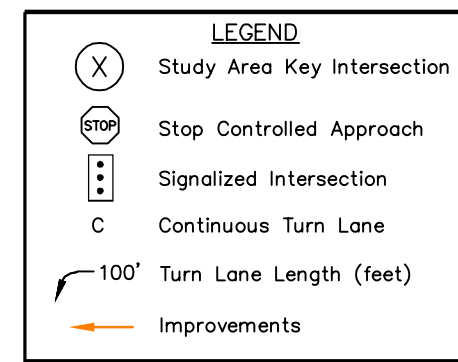 LEGEND
X Study Area Key Intersection
STOP Stop Controlled Approach
Signalized Intersection
C Continuous Turn Lane
100' Turn Lane Length (feet)
Improvements